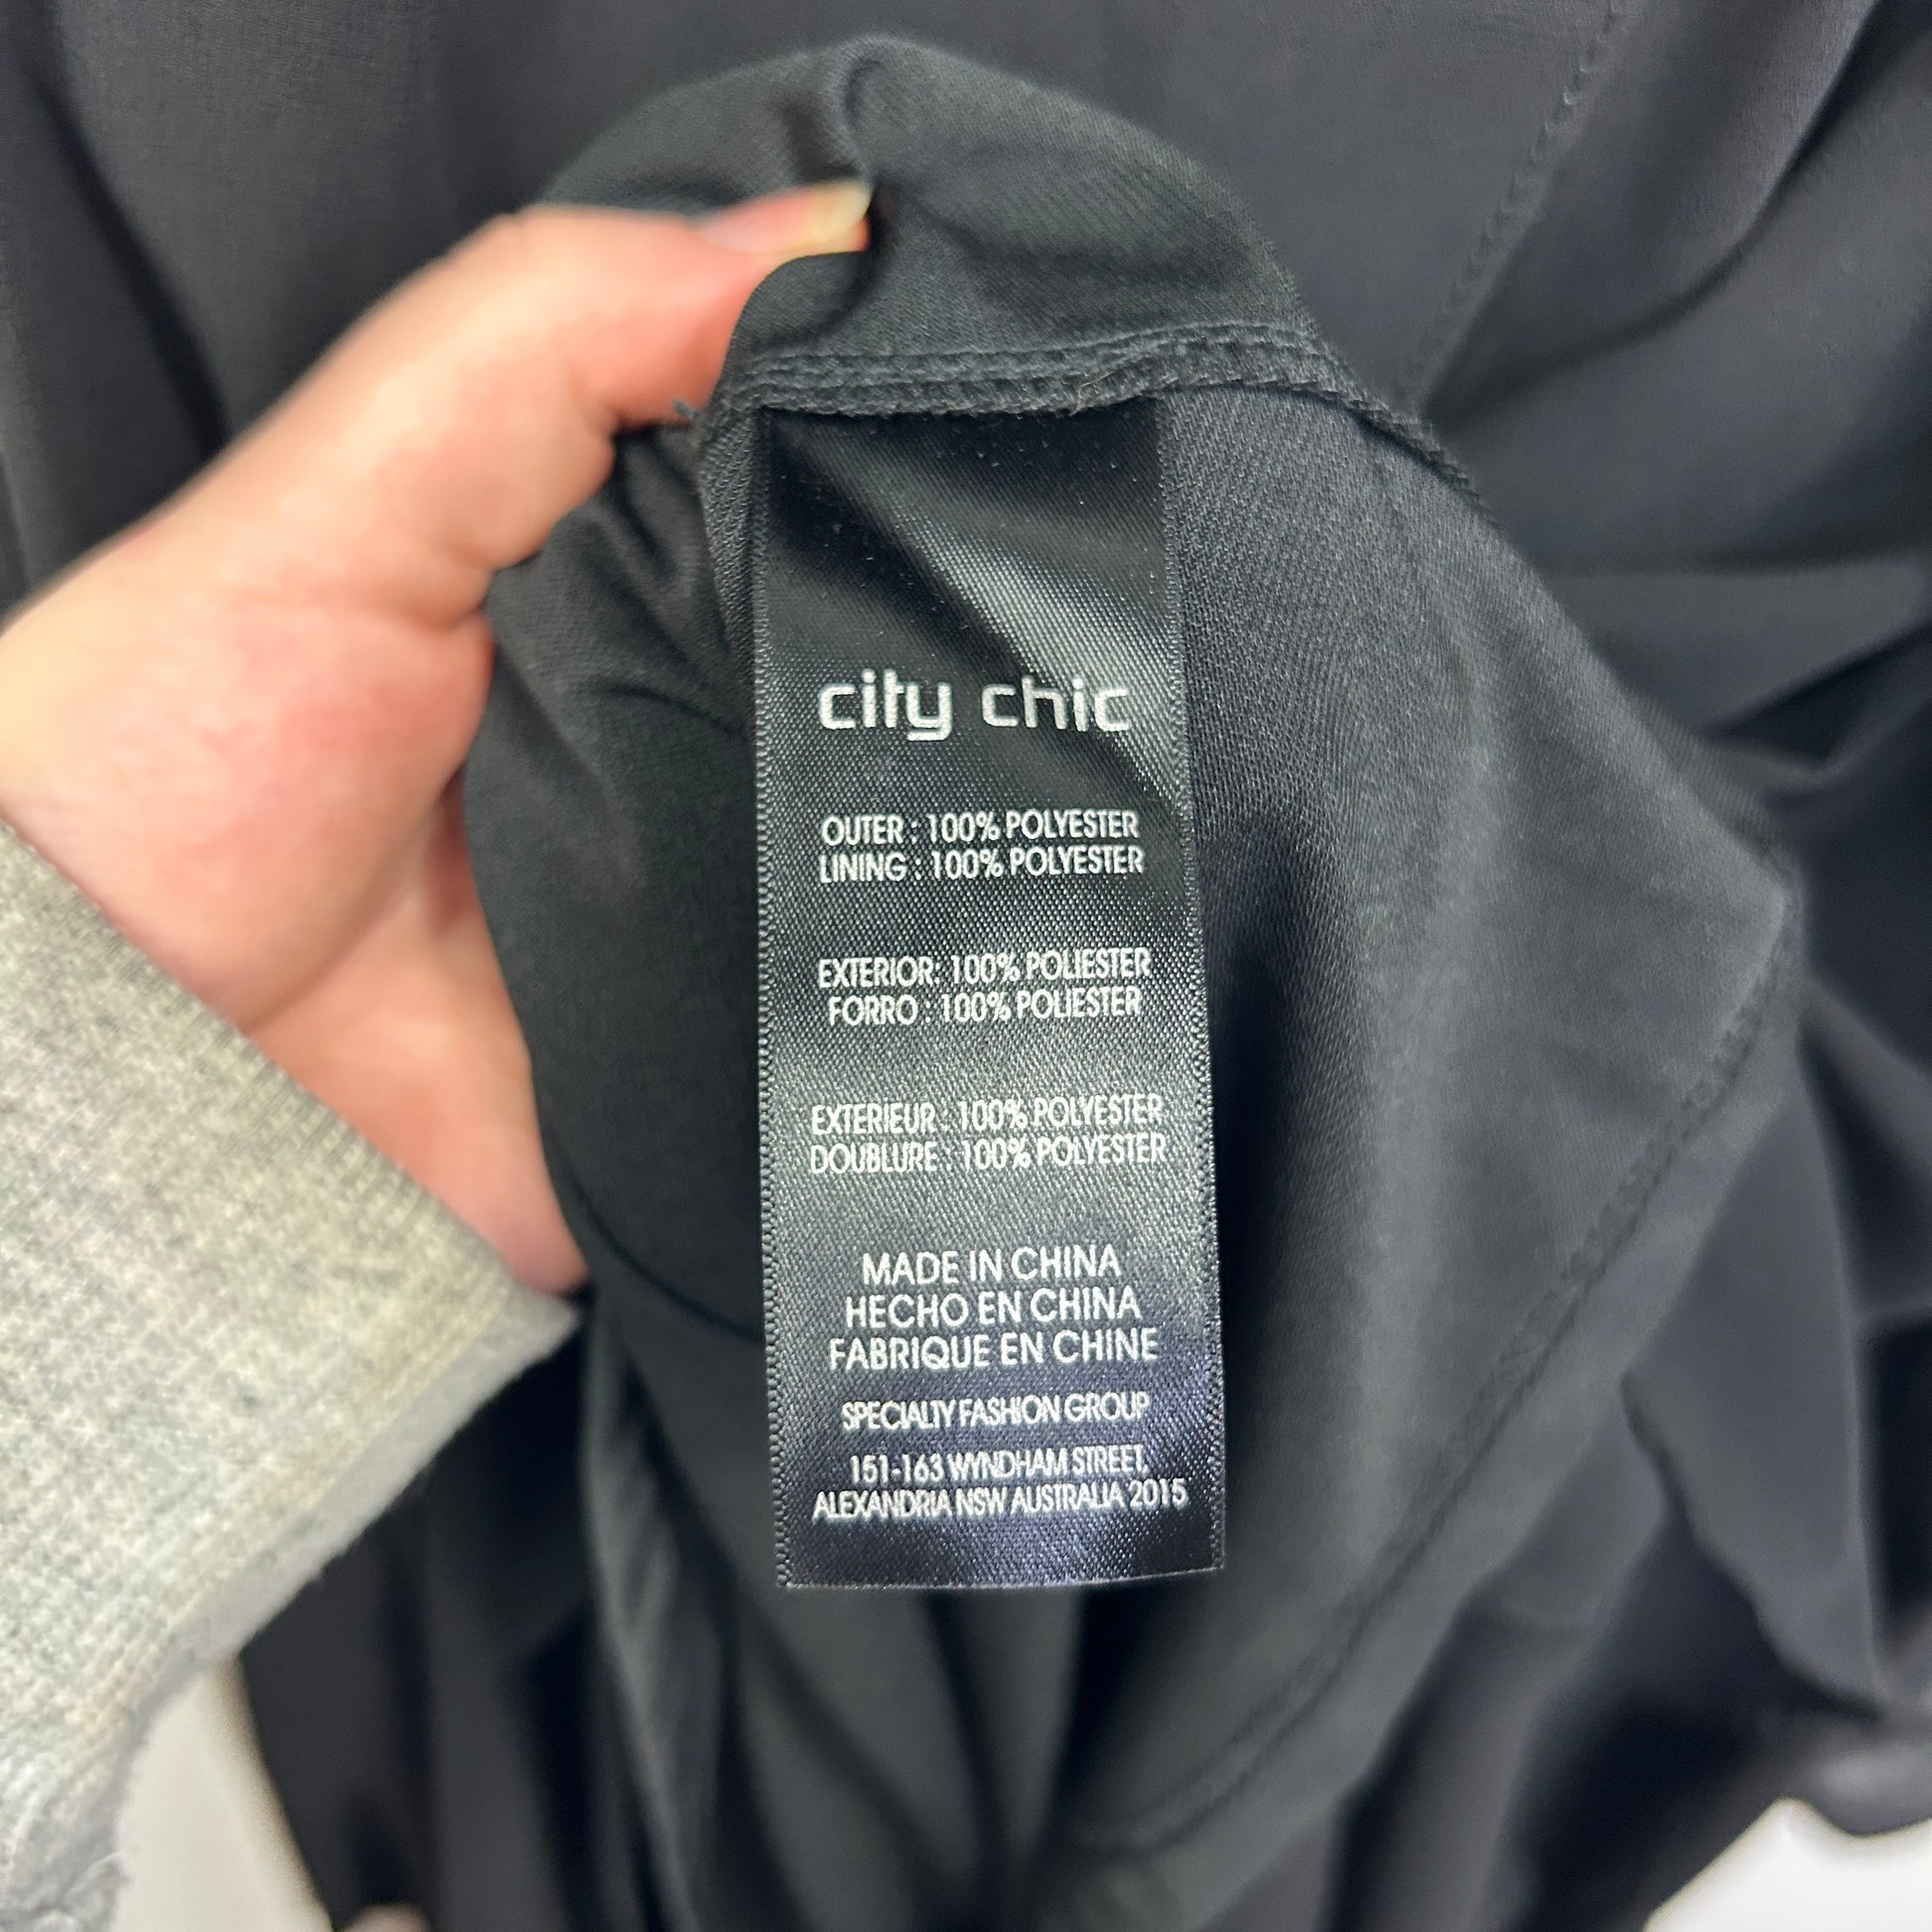 city chic
OUTER : 100% POLYESTER
LINING : 100% POLYESTER
EXTERIOR: 100% POLIESTER
FORRO : 100% POLIESTER
EXTERIEUR : 100% POLYESTER
DOUBLURE : 100% POLYESTER
MADE IN CHINA
HECHO EN CHINA
FABRIQUE EN CHINE
SPECIALTY FASHION GROUP
151-163 WYNDHAM STREET,
ALEXANDRIA NSW AUSTRALIA 2015